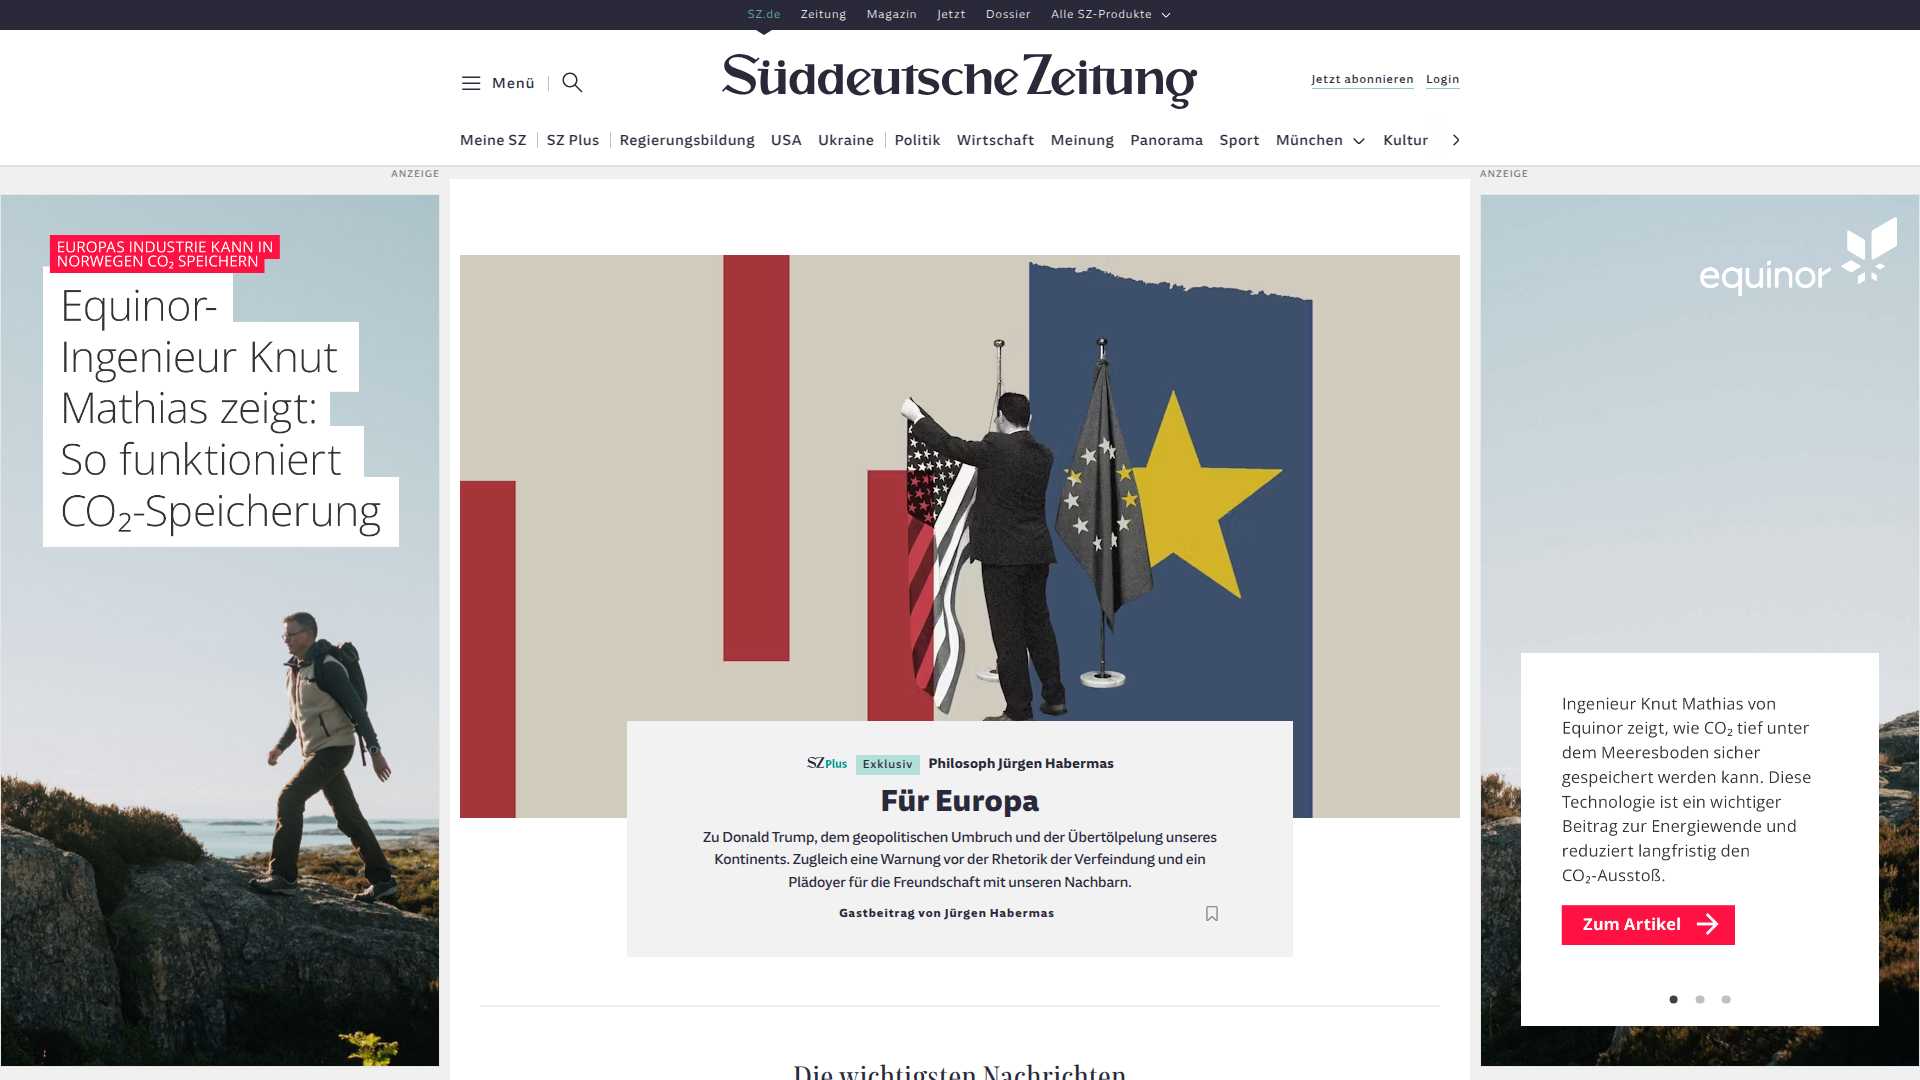 SZ.de Zeitung Magazin Jetzt Dossier Alle SZ-Produkte
Menü
Süddeutsche Zeitung
Jetzt abonnieren Login
Meine SZ SZ Plus Regierungsbildung USA Ukraine Politik Wirtschaft Meinung Panorama Sport München Kultur
ANZEIGE
EUROPAS INDUSTRIE KANN IN
NORWEGEN CO₂ SPEICHERN
Equinor-
Ingenieur Knut
Mathias zeigt:
So funktioniert
CO₂-Speicherung
SZ Plus Exklusiv Philosoph Jürgen Habermas
Für Europa
Zu Donald Trump, dem geopolitischen Umbruch und der Übertölpelung unseres
Kontinents. Zugleich eine Warnung vor der Rhetorik der Verfeindung und ein
Plädoyer für die Freundschaft mit unseren Nachbarn.
Gastbeitrag von Jürgen Habermas
Die wichtigsten Nachrichten
ANZEIGE
equinor
Ingenieur Knut Mathias von
Equinor zeigt, wie CO₂ tief unter
dem Meeresboden sicher
gespeichert werden kann. Diese
Technologie ist ein wichtiger
Beitrag zur Energiewende und
reduziert langfristig den
CO₂-Ausstoß.
Zum Artikel